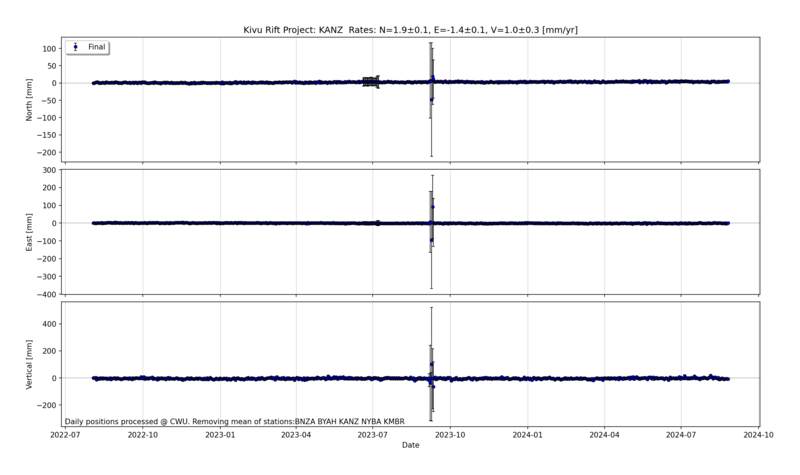 Kivu Rift Project: KANZ  Rates: N=1.9±0.1, E=-1.4±0.1, V=1.0±0.3 [mm/yr]
Final
North [mm]
100
50
0
−50
−100
−150
−200
East [mm]
300
200
100
0
−100
−200
−300
−400
Vertical [mm]
400
200
0
−200
Daily positions processed @ CWU. Removing mean of stations:BNZA BYAH KANZ NYBA KMBR
2022-07 2022-10 2023-01 2023-04 2023-07 2023-10 2024-01 2024-04 2024-07 2024-10
Date